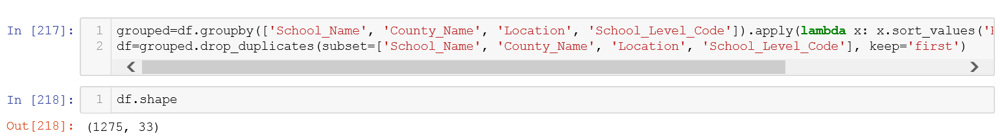 In [217]:
1 grouped=df.groupby(['School_Name', 'County_Name', 'Location', 'School_Level_Code']).apply(lambda x: x.sort_values('
2 df=grouped.drop_duplicates(subset=['School_Name', 'County_Name', 'Location', 'School_Level_Code'], keep='first')
In [218]:
1 df.shape
Out[218]: (1275, 33)